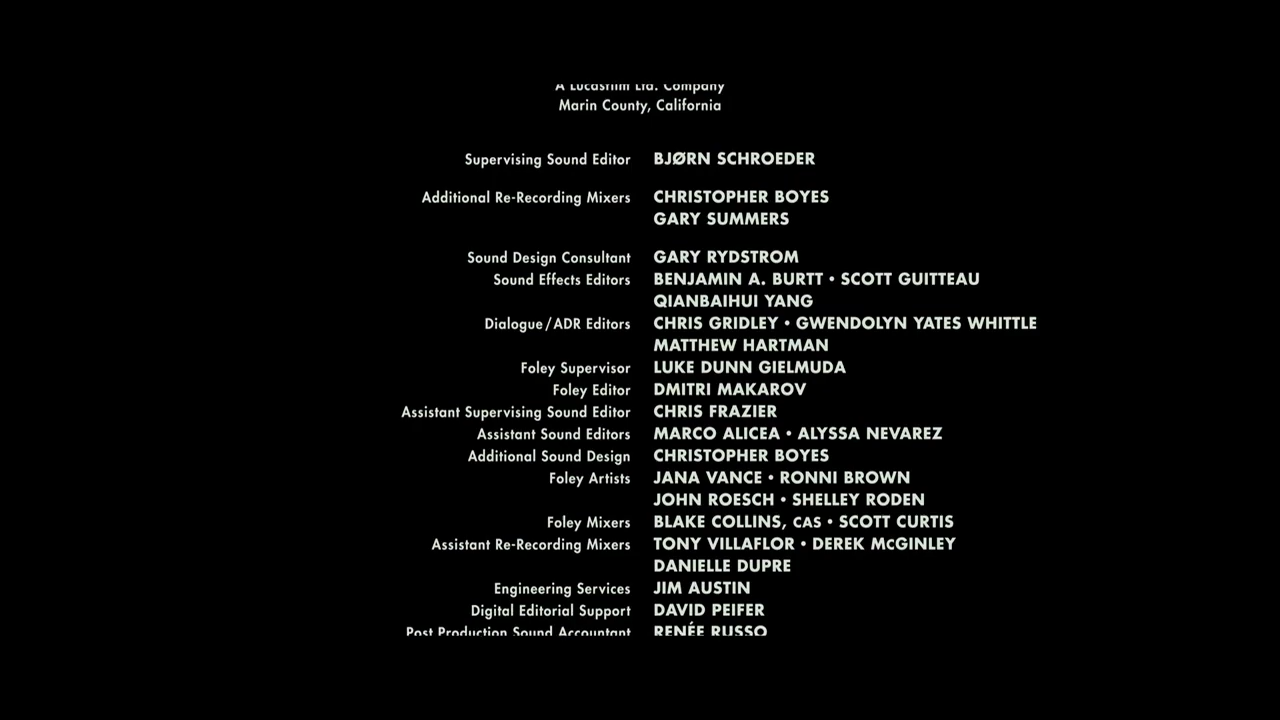 A Lucasfilm Ltd. Company
Marin County, California
Supervising Sound Editor BJØRN SCHROEDER
Additional Re-Recording Mixers CHRISTOPHER BOYES
GARY SUMMERS
Sound Design Consultant GARY RYDSTROM
Sound Effects Editors BENJAMIN A. BURTT • SCOTT GUITTEAU
QIANBAIHUI YANG
Dialogue/ADR Editors CHRIS GRIDLEY • GWENDOLYN YATES WHITTLE
MATTHEW HARTMAN
Foley Supervisor LUKE DUNN GIELMUDA
Foley Editor DMITRI MAKAROV
Assistant Supervising Sound Editor CHRIS FRAZIER
Assistant Sound Editors MARCO ALICEA • ALYSSA NEVAREZ
Additional Sound Design CHRISTOPHER BOYES
Foley Artists JANA VANCE • RONNI BROWN
JOHN ROESCH • SHELLEY RODEN
Foley Mixers BLAKE COLLINS, CAS • SCOTT CURTIS
Assistant Re-Recording Mixers TONY VILLAFLOR • DEREK McGINLEY
DANIELLE DUPRE
Engineering Services JIM AUSTIN
Digital Editorial Support DAVID PEIFER
Post Production Sound Accountant RENÉE RUSSO